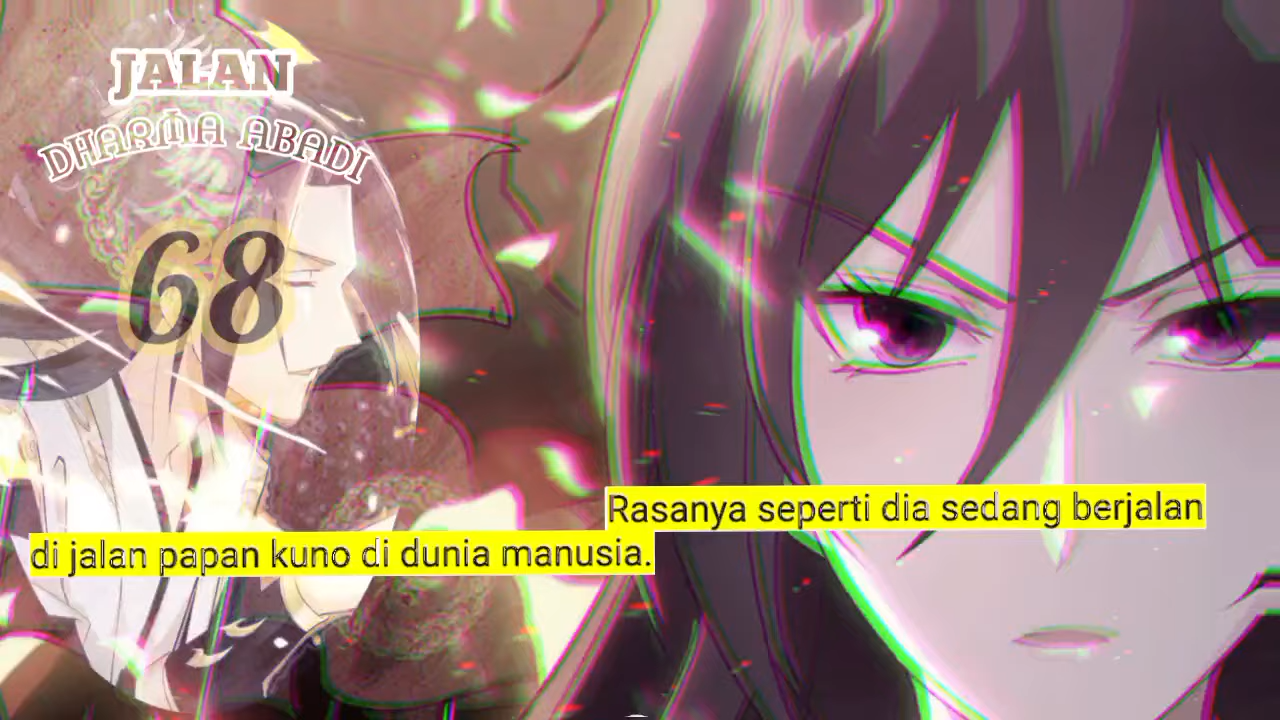 JALAN
DHARMA ABADI
68
Rasanya seperti dia sedang berjalan
di jalan papan kuno di dunia manusia.